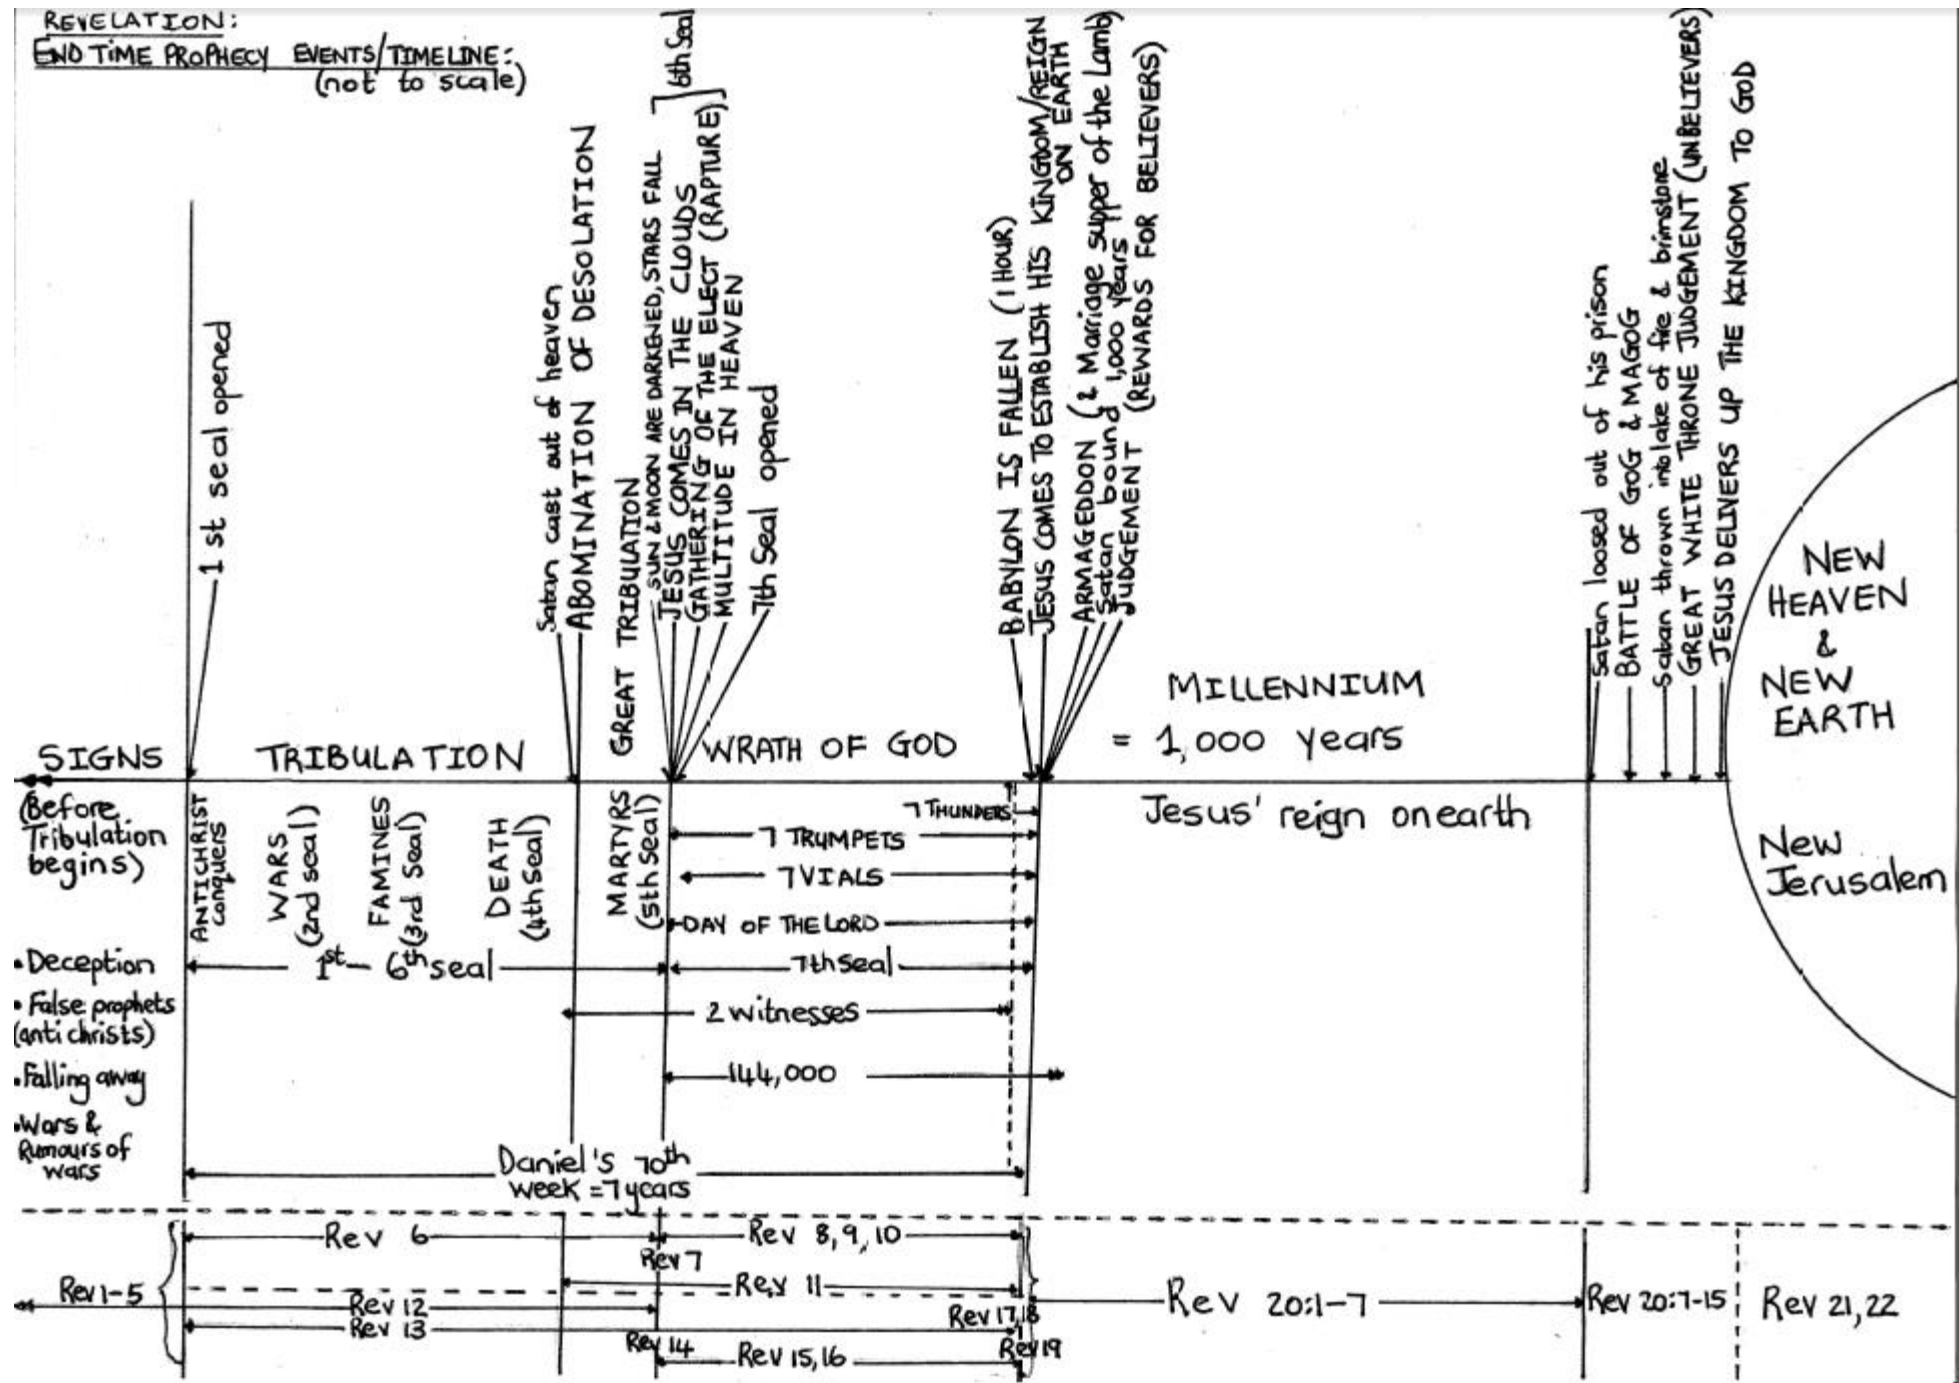 REVELATION:
END TIME PROPHECY EVENTS/TIMELINE:
(not to scale)
1st seal opened
Satan cast out of heaven
ABOMINATION OF DESOLATION
GREAT TRIBULATION
SUN & MOON ARE DARKENED, STARS FALL
JESUS COMES IN THE CLOUDS
GATHERING OF THE ELECT (RAPTURE)
MULTITUDE IN HEAVEN
6th Seal
7th Seal opened
BABYLON IS FALLEN (1 HOUR)
JESUS COMES TO ESTABLISH HIS KINGDOM/REIGN
ON EARTH
ARMAGEDDON (& Marriage supper of the Lamb)
Satan bound 1,000 years
JUDGEMENT (REWARDS FOR BELIEVERS)
Satan loosed out of his prison
BATTLE OF GOG & MAGOG
Satan thrown into lake of fire & brimstone
GREAT WHITE THRONE JUDGEMENT (UNBELIEVERS)
JESUS DELIVERS UP THE KINGDOM TO GOD
NEW
HEAVEN
&
NEW
EARTH
New
Jerusalem
SIGNS
TRIBULATION
WRATH OF GOD
MILLENNIUM
= 1,000 years
Jesus' reign on earth
(Before
Tribulation
begins)
• Deception
• False prophets
(anti christs)
• Falling away
• Wars &
Rumours of
wars
ANTICHRIST
conquers
WARS
(2nd seal)
FAMINES
(3rd Seal)
DEATH
(4th Seal)
MARTYRS
(5th Seal)
7 THUNDERS
7 TRUMPETS
7 VIALS
DAY OF THE LORD
1st – 6th seal
7th Seal
2 witnesses
144,000
Daniel's 70th
week = 7 years
Rev 1-5
Rev 6
Rev 7
Rev 8,9,10
Rev 11
Rev 12
Rev 13
Rev 14
Rev 15,16
Rev 17,18
Rev 19
Rev 20:1-7
Rev 20:7-15
Rev 21,22